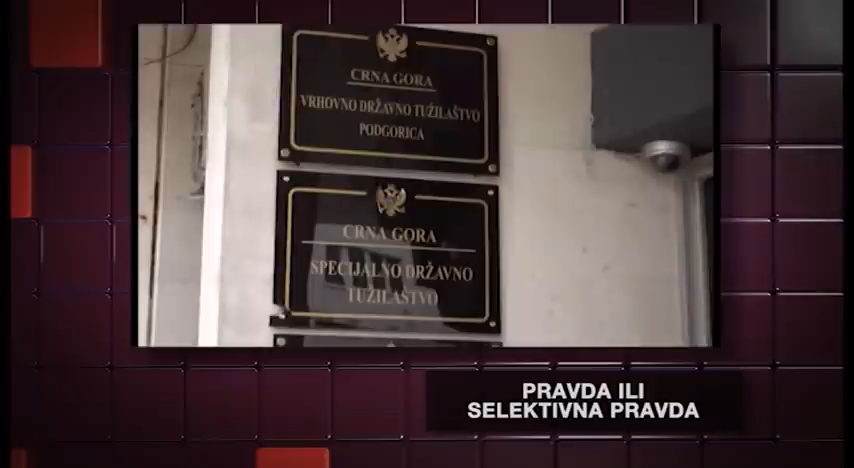 CRNA GORA
VRHOVNO DRŽAVNO TUŽILAŠTVO
PODGORICA
CRNA GORA
SPECIJALNO DRŽAVNO
TUŽILAŠTVO
PRAVDA ILI
SELEKTIVNA PRAVDA